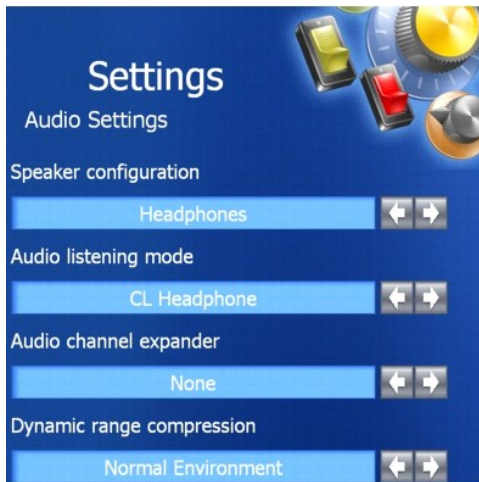 Settings
Audio Settings
Speaker configuration
Headphones
Audio listening mode
CL Headphone
Audio channel expander
None
Dynamic range compression
Normal Environment